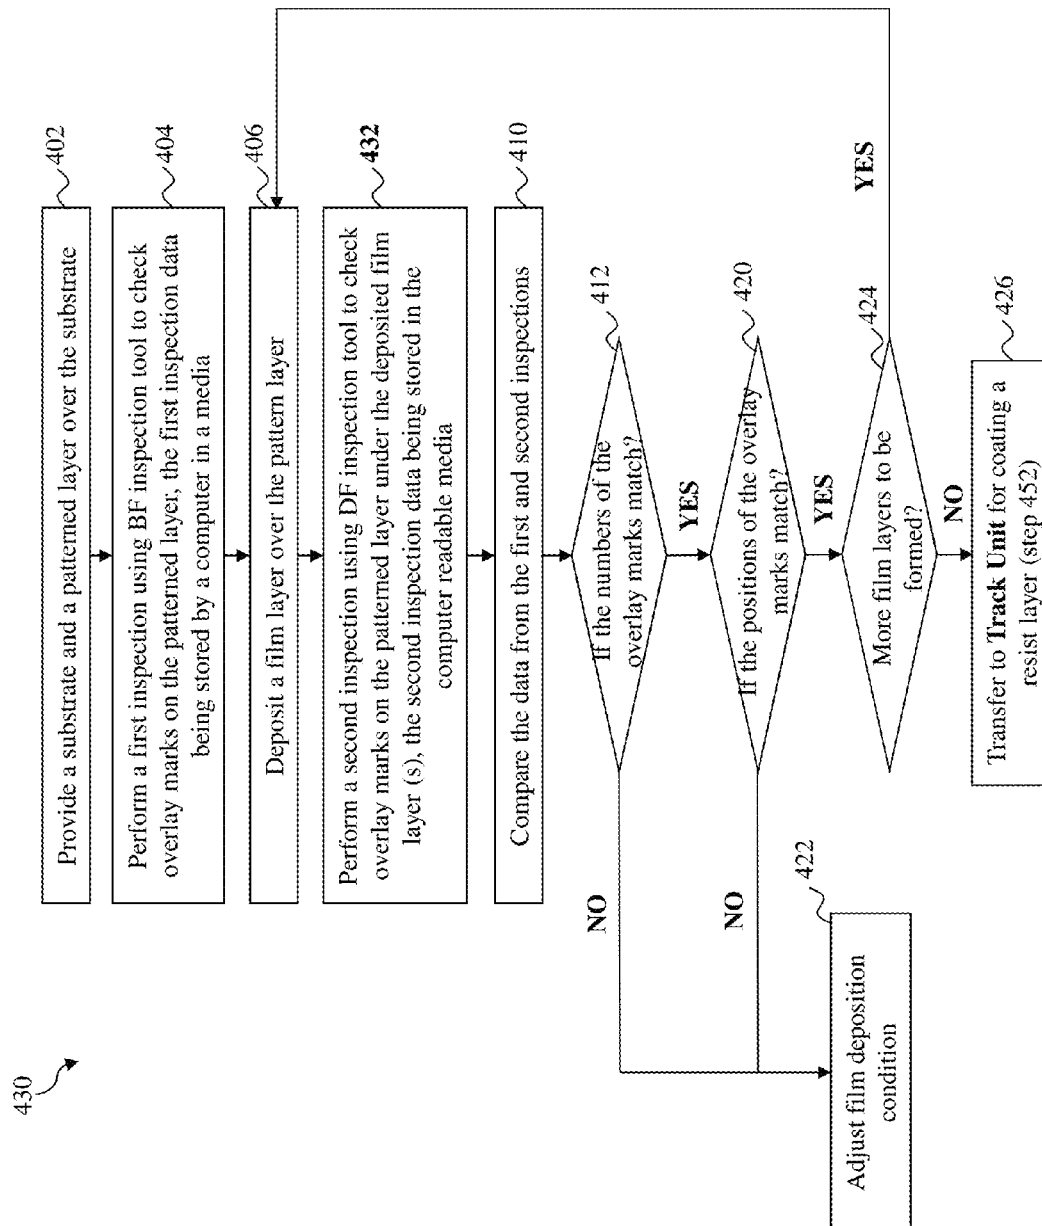 430
Provide a substrate and a patterned layer over the substrate
402
Perform a first inspection using BF inspection tool to check
overlay marks on the patterned layer, the first inspection data
being stored by a computer in a media
404
Deposit a film layer over the pattern layer
406
Perform a second inspection using DF inspection tool to check
overlay marks on the patterned layer under the deposited film
layer (s), the second inspection data being stored in the
computer readable media
432
Compare the data from the first and second inspections
410
If the numbers of the
overlay marks match?
412
NO
YES
If the positions of the overlay
marks match?
420
NO
YES
Adjust film deposition
condition
422
More film layers to be
formed?
424
YES
NO
Transfer to Track Unit for coating a
resist layer (step 452)
426